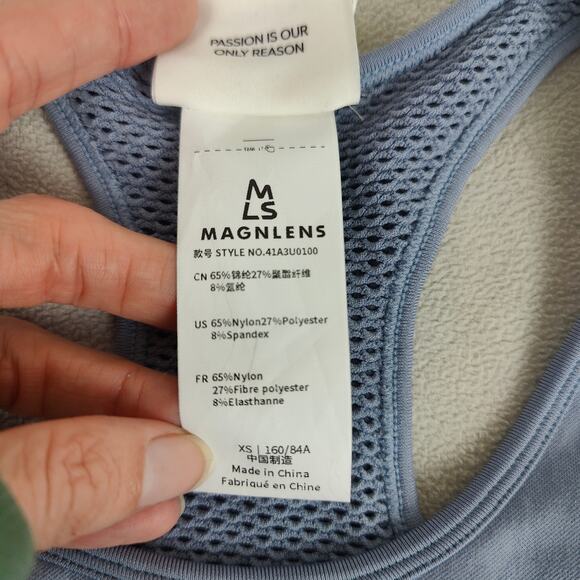 PASSION IS OUR
ONLY REASON
MLS
MAGNLENS
款号 STYLE NO.41A3U0100
CN 65%锦纶27%聚酯纤维
8%氨纶
US 65%Nylon27%Polyester
8%Spandex
FR 65%Nylon
27%Fibre polyester
8%Elasthanne
XS | 160/84A
中国制造
Made in China
Fabriqué en Chine